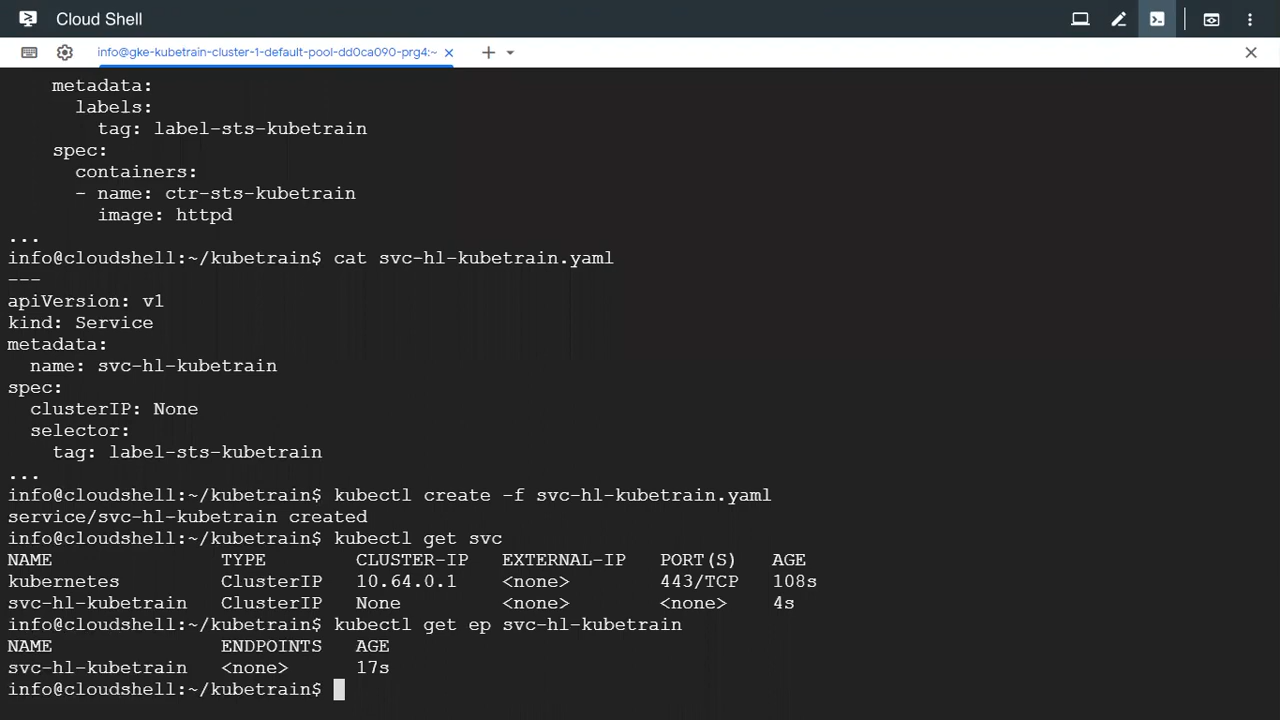 Cloud Shell
info@gke-kubetrain-cluster-1-default-pool-dd0ca090-prg4:~
metadata:
labels:
tag: label-sts-kubetrain
spec:
containers:
- name: ctr-sts-kubetrain
image: httpd
...
info@cloudshell:~/kubetrain$ cat svc-hl-kubetrain.yaml
---
apiVersion: v1
kind: Service
metadata:
name: svc-hl-kubetrain
spec:
clusterIP: None
selector:
tag: label-sts-kubetrain
...
info@cloudshell:~/kubetrain$ kubectl create -f svc-hl-kubetrain.yaml
service/svc-hl-kubetrain created
info@cloudshell:~/kubetrain$ kubectl get svc
NAME TYPE CLUSTER-IP EXTERNAL-IP PORT(S) AGE
kubernetes ClusterIP 10.64.0.1 <none> 443/TCP 108s
svc-hl-kubetrain ClusterIP None <none> <none> 4s
info@cloudshell:~/kubetrain$ kubectl get ep svc-hl-kubetrain
NAME ENDPOINTS AGE
svc-hl-kubetrain <none> 17s
info@cloudshell:~/kubetrain$